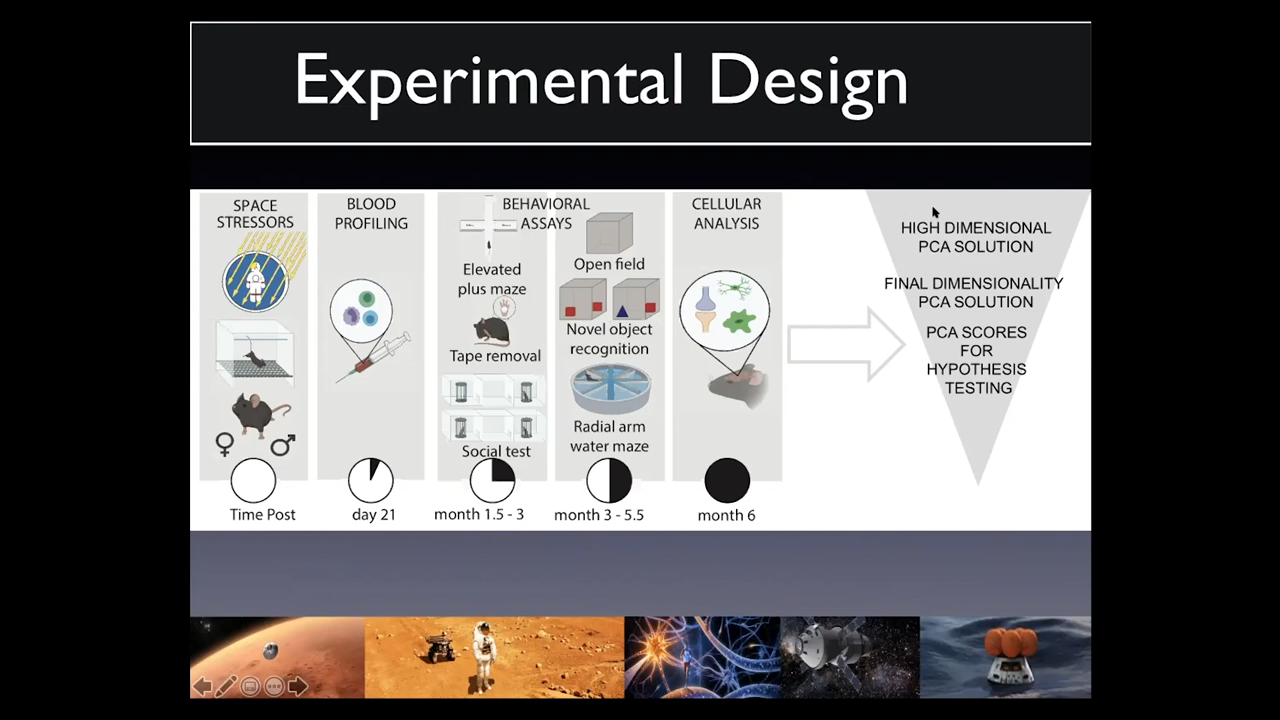 Experimental Design
SPACE
STRESSORS
BLOOD
PROFILING
BEHAVIORAL
ASSAYS
Elevated
plus maze
Tape removal
Social test
Open field
Novel object
recognition
Radial arm
water maze
CELLULAR
ANALYSIS
HIGH DIMENSIONAL
PCA SOLUTION
FINAL DIMENSIONALITY
PCA SOLUTION
PCA SCORES
FOR
HYPOTHESIS
TESTING
Time Post
day 21
month 1.5 - 3
month 3 - 5.5
month 6